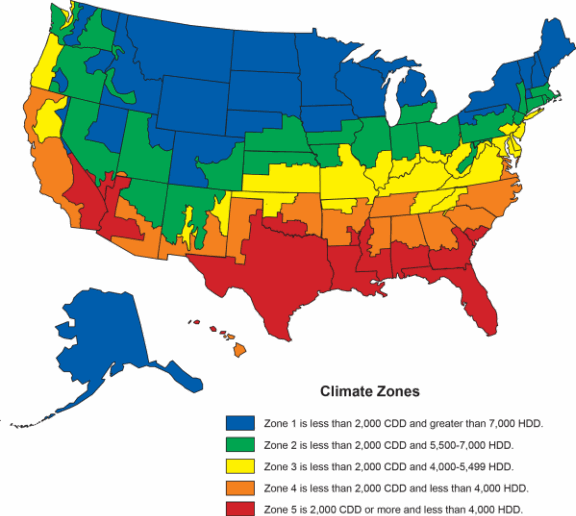 Climate Zones
Zone 1 is less than 2,000 CDD and greater than 7,000 HDD.
Zone 2 is less than 2,000 CDD and 5,500-7,000 HDD.
Zone 3 is less than 2,000 CDD and 4,000-5,499 HDD.
Zone 4 is less than 2,000 CDD and less than 4,000 HDD.
Zone 5 is 2,000 CDD or more and less than 4,000 HDD.